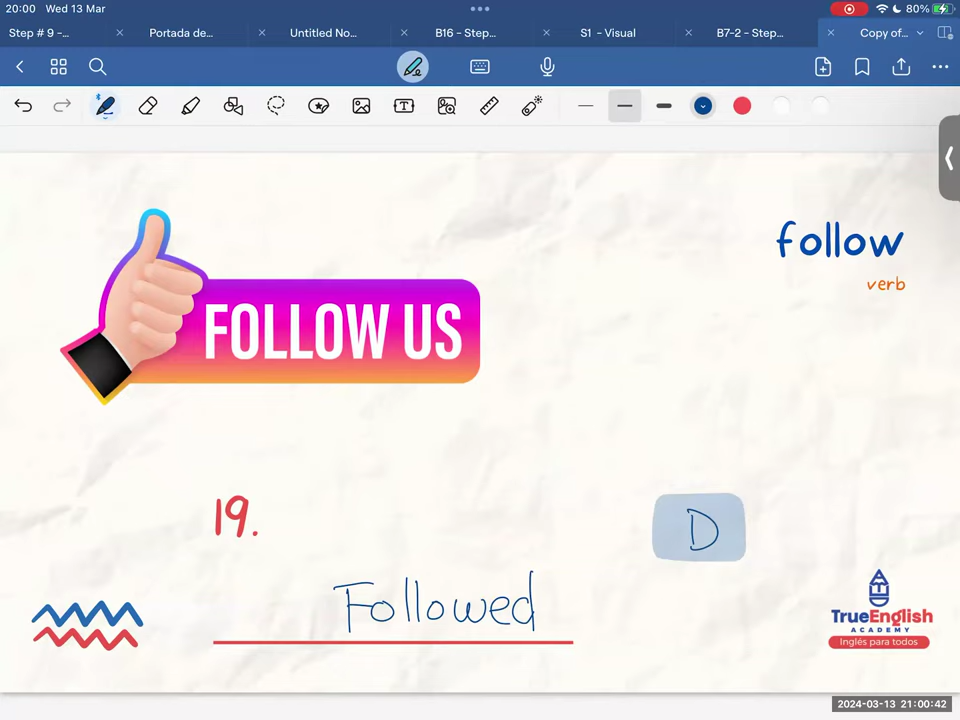 20:00 Wed 13 Mar
80%
Step # 9 –...
Portada de...
Untitled No...
B16 – Step...
S1 – Visual
B7-2 – Step...
Copy of...
follow
verb
FOLLOW US
19.
D
Followed
TrueEnglish
ACADEMY
Inglés para todos
2024-03-13 21:00:42